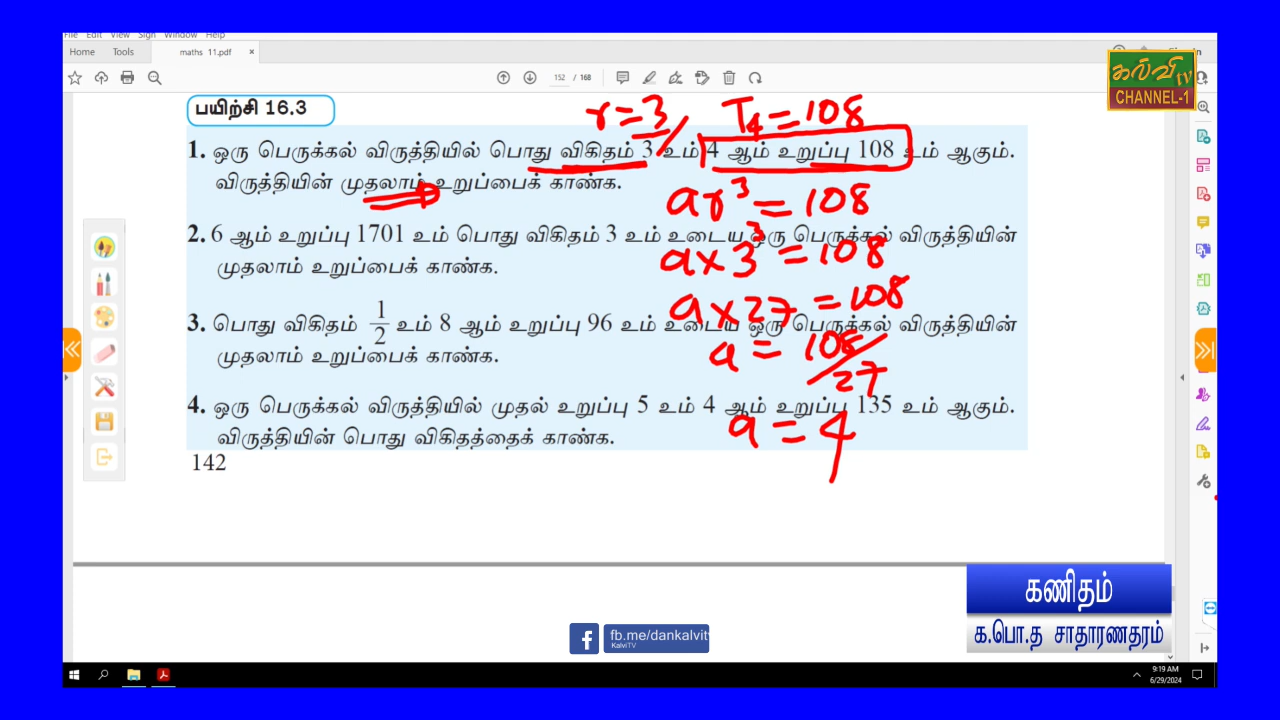 File Edit View Sign Window Help
Home Tools maths 11.pdf ×
152 / 168
கல்வி TV
CHANNEL-1
பயிற்சி 16.3
r = 3 T4 = 108
1. ஒரு பெருக்கல் விருத்தியில் பொது விகிதம் 3 உம் 4 ஆம் உறுப்பு 108 உம் ஆகும்.
விருத்தியின் முதலாம் உறுப்பைக் காண்க.
ar³ = 108
2. 6 ஆம் உறுப்பு 1701 உம் பொது விகிதம் 3 உம் உடைய ஒரு பெருக்கல் விருத்தியின்
முதலாம் உறுப்பைக் காண்க.
a × 3³ = 108
a × 27 = 108
3. பொது விகிதம் 1/2 உம் 8 ஆம் உறுப்பு 96 உம் உடைய ஒரு பெருக்கல் விருத்தியின்
முதலாம் உறுப்பைக் காண்க.
a = 108/27
4. ஒரு பெருக்கல் விருத்தியில் முதல் உறுப்பு 5 உம் 4 ஆம் உறுப்பு 135 உம் ஆகும்.
விருத்தியின் பொது விகிதத்தைக் காண்க.
a = 4
142
கணிதம்
க.பொ.த சாதாரணதரம்
fb.me/dankalvitv
KalviTV
9:19 AM
6/29/2024